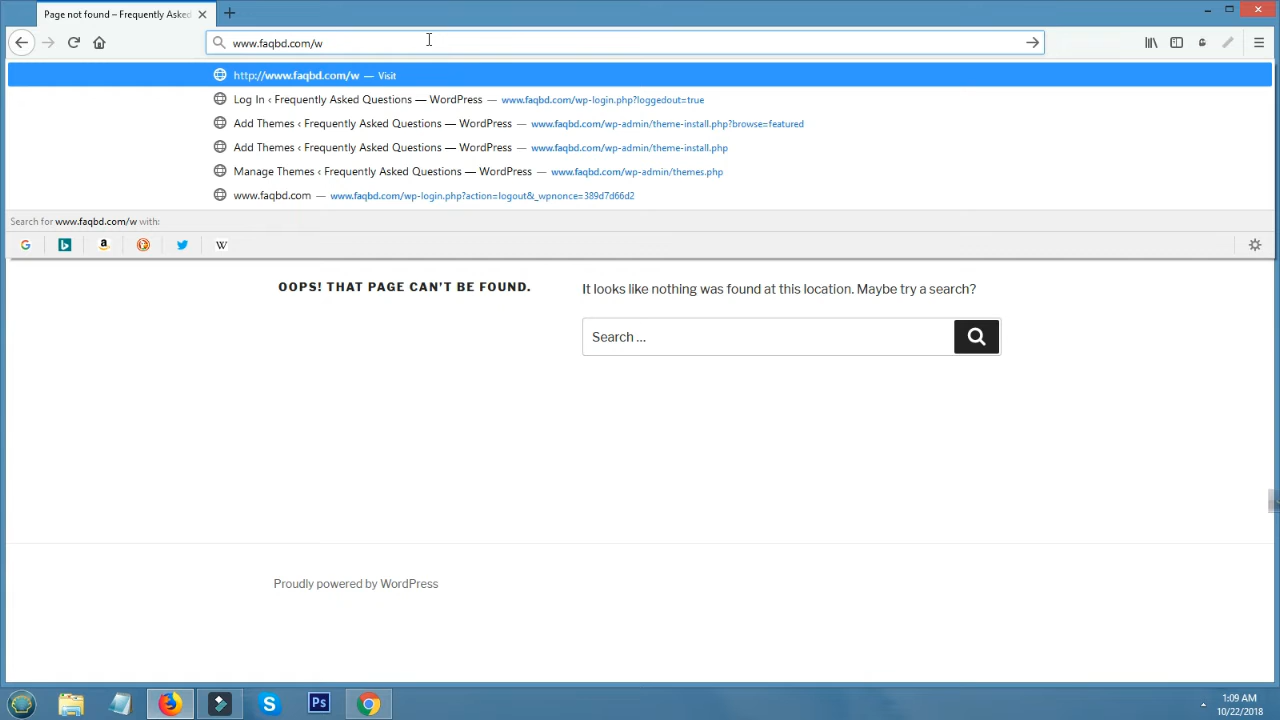 Page not found – Frequently Asked
www.faqbd.com/w
http://www.faqbd.com/w — Visit
Log In ‹ Frequently Asked Questions — WordPress — www.faqbd.com/wp-login.php?loggedout=true
Add Themes ‹ Frequently Asked Questions — WordPress — www.faqbd.com/wp-admin/theme-install.php?browse=featured
Add Themes ‹ Frequently Asked Questions — WordPress — www.faqbd.com/wp-admin/theme-install.php
Manage Themes ‹ Frequently Asked Questions — WordPress — www.faqbd.com/wp-admin/themes.php
www.faqbd.com — www.faqbd.com/wp-login.php?action=logout&_wpnonce=389d7d66d2
Search for www.faqbd.com/w with:
OOPS! THAT PAGE CAN'T BE FOUND.
It looks like nothing was found at this location. Maybe try a search?
Search …
Proudly powered by WordPress
1:09 AM
10/22/2018